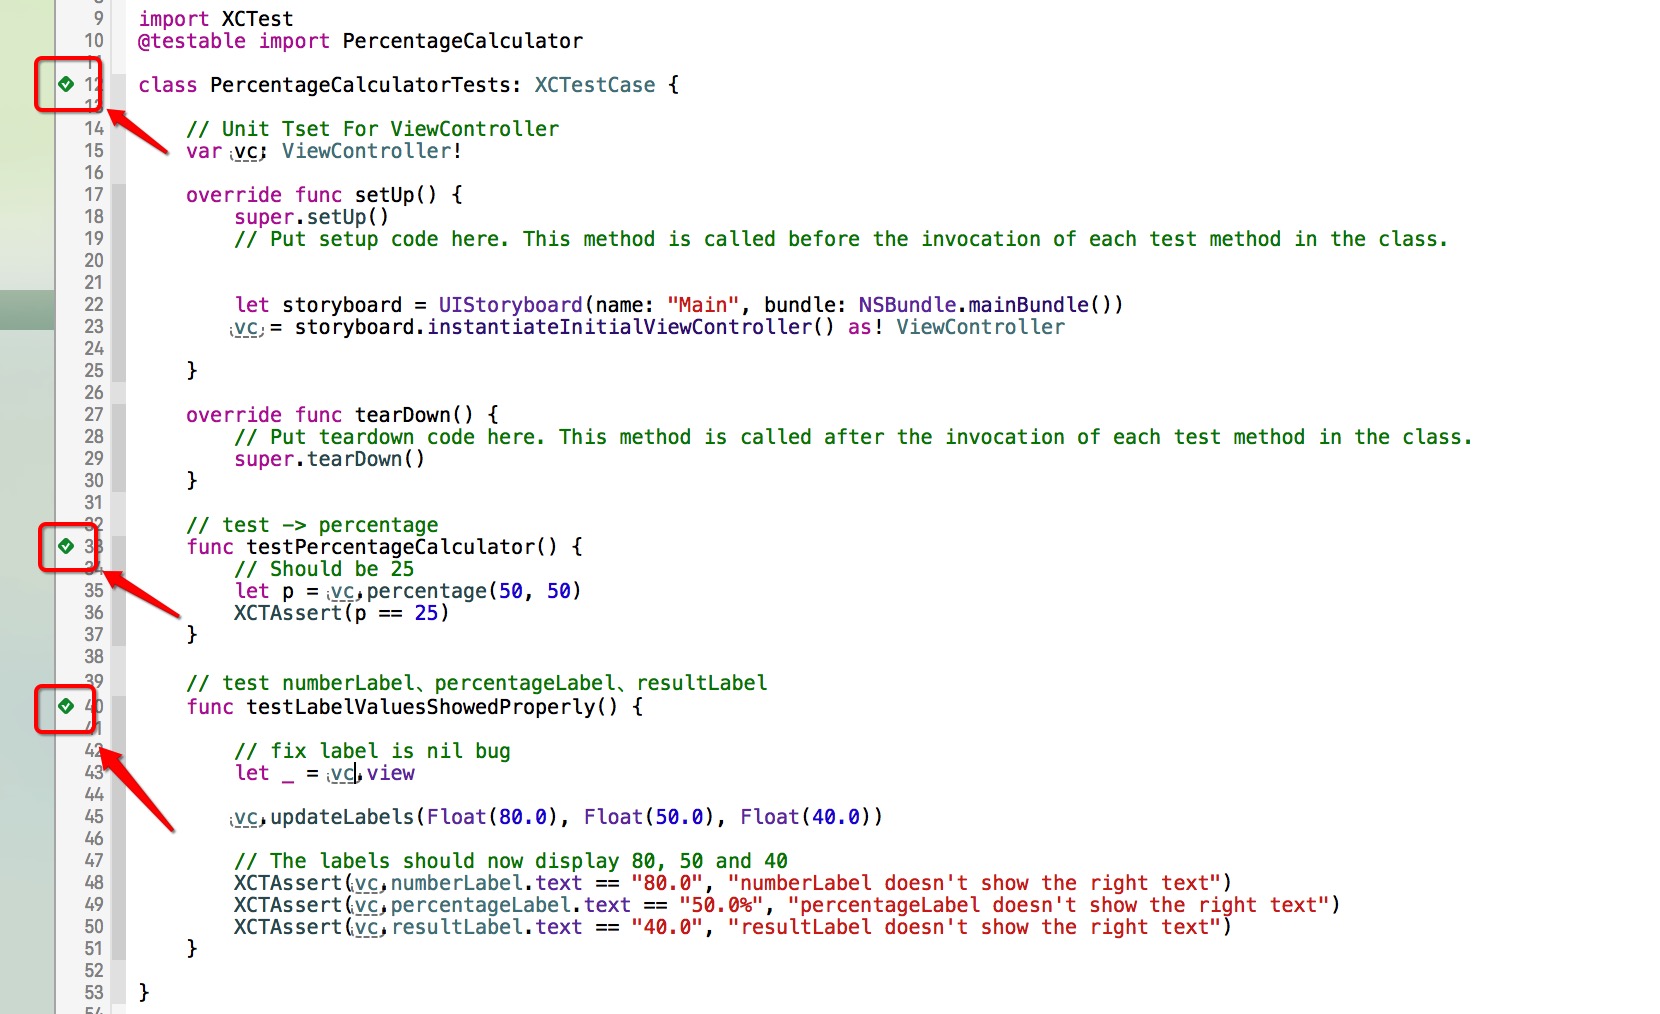 9 import XCTest
10 @testable import PercentageCalculator
11
12 class PercentageCalculatorTests: XCTestCase {
13
14 // Unit Tset For ViewController
15 var vc: ViewController!
16
17 override func setUp() {
18 super.setUp()
19 // Put setup code here. This method is called before the invocation of each test method in the class.
20
21
22 let storyboard = UIStoryboard(name: "Main", bundle: NSBundle.mainBundle())
23 vc = storyboard.instantiateInitialViewController() as! ViewController
24
25 }
26
27 override func tearDown() {
28 // Put teardown code here. This method is called after the invocation of each test method in the class.
29 super.tearDown()
30 }
31
32 // test -> percentage
33 func testPercentageCalculator() {
34 // Should be 25
35 let p = vc.percentage(50, 50)
36 XCTAssert(p == 25)
37 }
38
39 // test numberLabel、percentageLabel、resultLabel
40 func testLabelValuesShowedProperly() {
41
42 // fix label is nil bug
43 let _ = vc.view
44
45 vc.updateLabels(Float(80.0), Float(50.0), Float(40.0))
46
47 // The labels should now display 80, 50 and 40
48 XCTAssert(vc.numberLabel.text == "80.0", "numberLabel doesn't show the right text")
49 XCTAssert(vc.percentageLabel.text == "50.0%", "percentageLabel doesn't show the right text")
50 XCTAssert(vc.resultLabel.text == "40.0", "resultLabel doesn't show the right text")
51 }
52
53 }
54